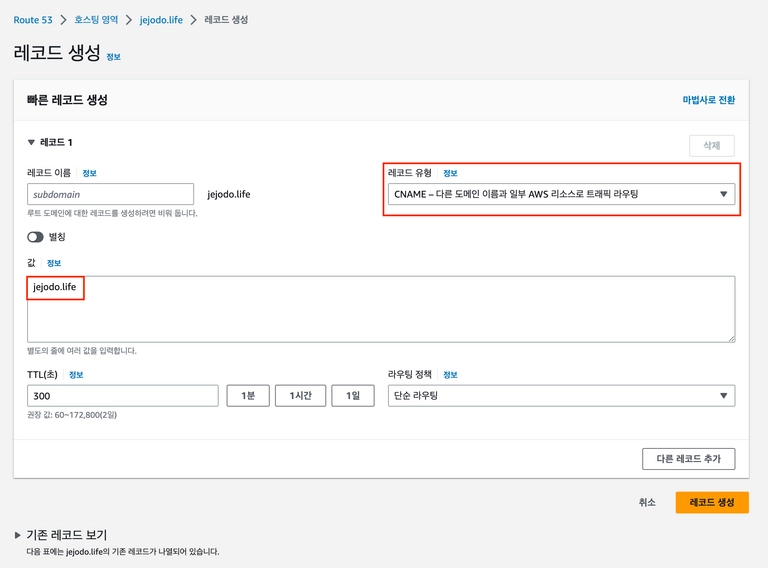 Route 53 > 호스팅 영역 > jejodo.life > 레코드 생성
레코드 생성 정보
빠른 레코드 생성 마법사로 전환
▼ 레코드 1 삭제
레코드 이름 정보 레코드 유형 정보
subdomain jejodo.life CNAME – 다른 도메인 이름과 일부 AWS 리소스로 트래픽 라우팅
루트 도메인에 대한 레코드를 생성하려면 비워 둡니다.
별칭
값 정보
jejodo.life
별도의 줄에 여러 값을 입력합니다.
TTL(초) 정보 라우팅 정책 정보
300 1분 1시간 1일 단순 라우팅
권장 값: 60~172,800(2일)
다른 레코드 추가
취소 레코드 생성
▶ 기존 레코드 보기
다음 표에는 jejodo.life의 기존 레코드가 나열되어 있습니다.